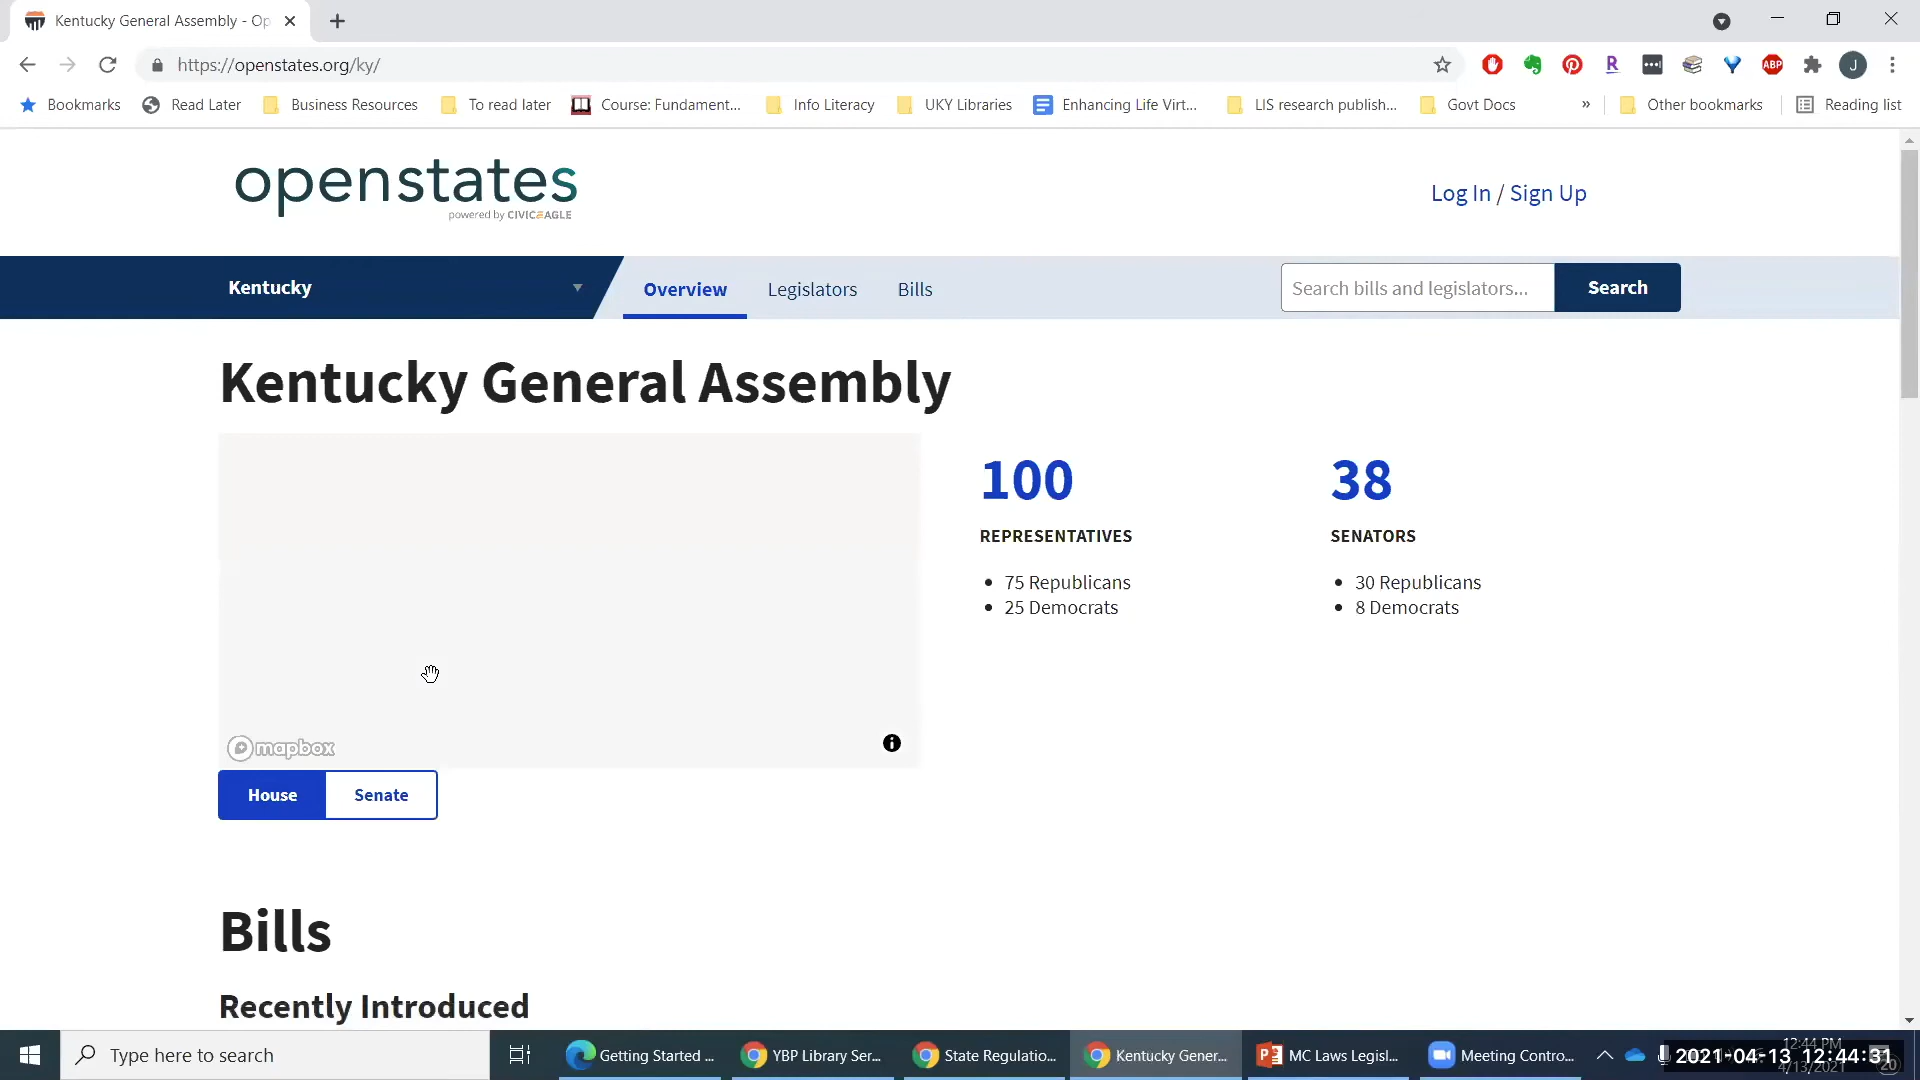 Kentucky General Assembly - Op
https://openstates.org/ky/
ABP
J
Bookmarks
Read Later
Business Resources
To read later
Course: Fundament...
Info Literacy
UKY Libraries
Enhancing Life Virt...
LIS research publish...
Govt Docs
»
Other bookmarks
Reading list
openstates
powered by CIVICEAGLE
Log In / Sign Up
Kentucky
Overview
Legislators
Bills
Search bills and legislators...
Search
Kentucky General Assembly
100
REPRESENTATIVES
75 Republicans
25 Democrats
38
SENATORS
30 Republicans
8 Democrats
mapbox
House
Senate
Bills
Recently Introduced
Type here to search
Getting Started ...
YBP Library Ser...
State Regulatio...
Kentucky Gener...
MC Laws Legisl...
Meeting Contro...
12:44 PM
2021-04-13 12:44:31
4/13/2021
20